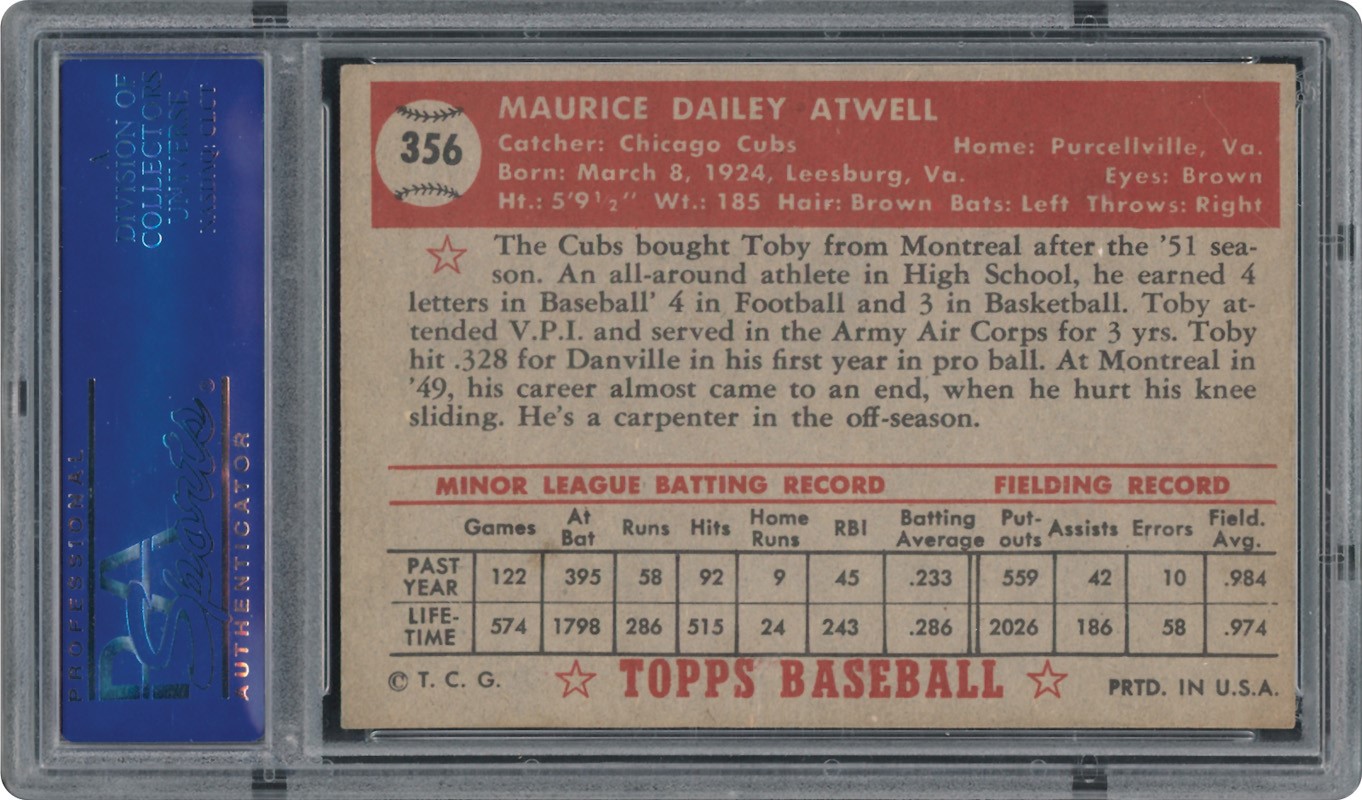 DIVISION OF
COLLECTORS
UNIVERSE
PROFESSIONAL
PSA
Sports
AUTHENTICATOR
356
MAURICE DAILEY ATWELL
Catcher: Chicago Cubs Home: Purcellville, Va.
Born: March 8, 1924, Leesburg, Va. Eyes: Brown
Ht.: 5'9½" Wt.: 185 Hair: Brown Bats: Left Throws: Right
The Cubs bought Toby from Montreal after the '51 sea-
son. An all-around athlete in High School, he earned 4
letters in Baseball' 4 in Football and 3 in Basketball. Toby at-
tended V.P.I. and served in the Army Air Corps for 3 yrs. Toby
hit .328 for Danville in his first year in pro ball. At Montreal in
'49, his career almost came to an end, when he hurt his knee
sliding. He's a carpenter in the off-season.
MINOR LEAGUE BATTING RECORD FIELDING RECORD
Games At Bat Runs Hits Home Runs RBI Batting Average Put-outs Assists Errors Field. Avg.
PAST YEAR 122 395 58 92 9 45 .233 559 42 10 .984
LIFE-TIME 574 1798 286 515 24 243 .286 2026 186 58 .974
© T. C. G. ☆ TOPPS BASEBALL ☆ PRTD. IN U.S.A.